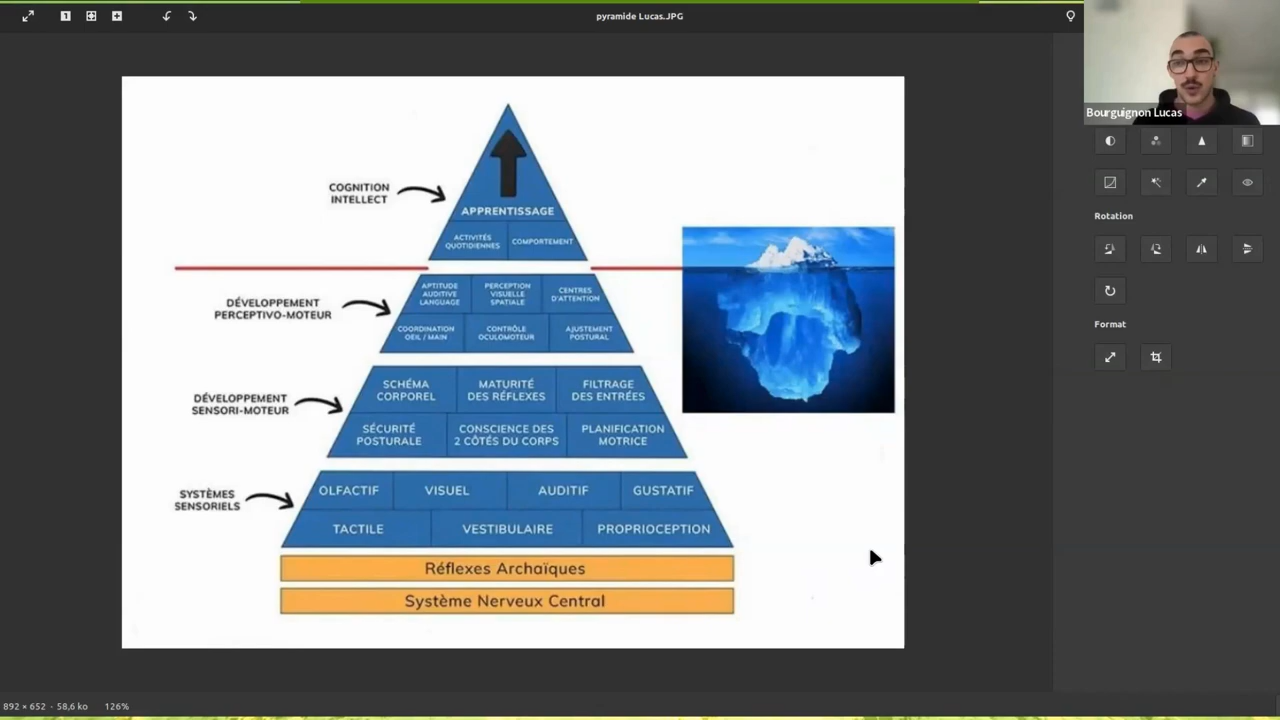 pyramide Lucas.JPG
Bourguignon Lucas
COGNITION
INTELLECT
APPRENTISSAGE
ACTIVITÉS
QUOTIDIENNES
COMPORTEMENT
DÉVELOPPEMENT
PERCEPTIVO-MOTEUR
APTITUDE
AUDITIVE
LANGUAGE
PERCEPTION
VISUELLE
SPATIALE
CENTRES
D'ATTENTION
COORDINATION
OEIL / MAIN
CONTRÔLE
OCULOMOTEUR
AJUSTEMENT
POSTURAL
DÉVELOPPEMENT
SENSORI-MOTEUR
SCHÉMA
CORPOREL
MATURITÉ
DES RÉFLEXES
FILTRAGE
DES ENTRÉES
SÉCURITÉ
POSTURALE
CONSCIENCE DES
2 CÔTÉS DU CORPS
PLANIFICATION
MOTRICE
SYSTÈMES
SENSORIELS
OLFACTIF
VISUEL
AUDITIF
GUSTATIF
TACTILE
VESTIBULAIRE
PROPRIOCEPTION
Réflexes Archaïques
Système Nerveux Central
Rotation
Format
892 × 652 · 58,6 ko
126%